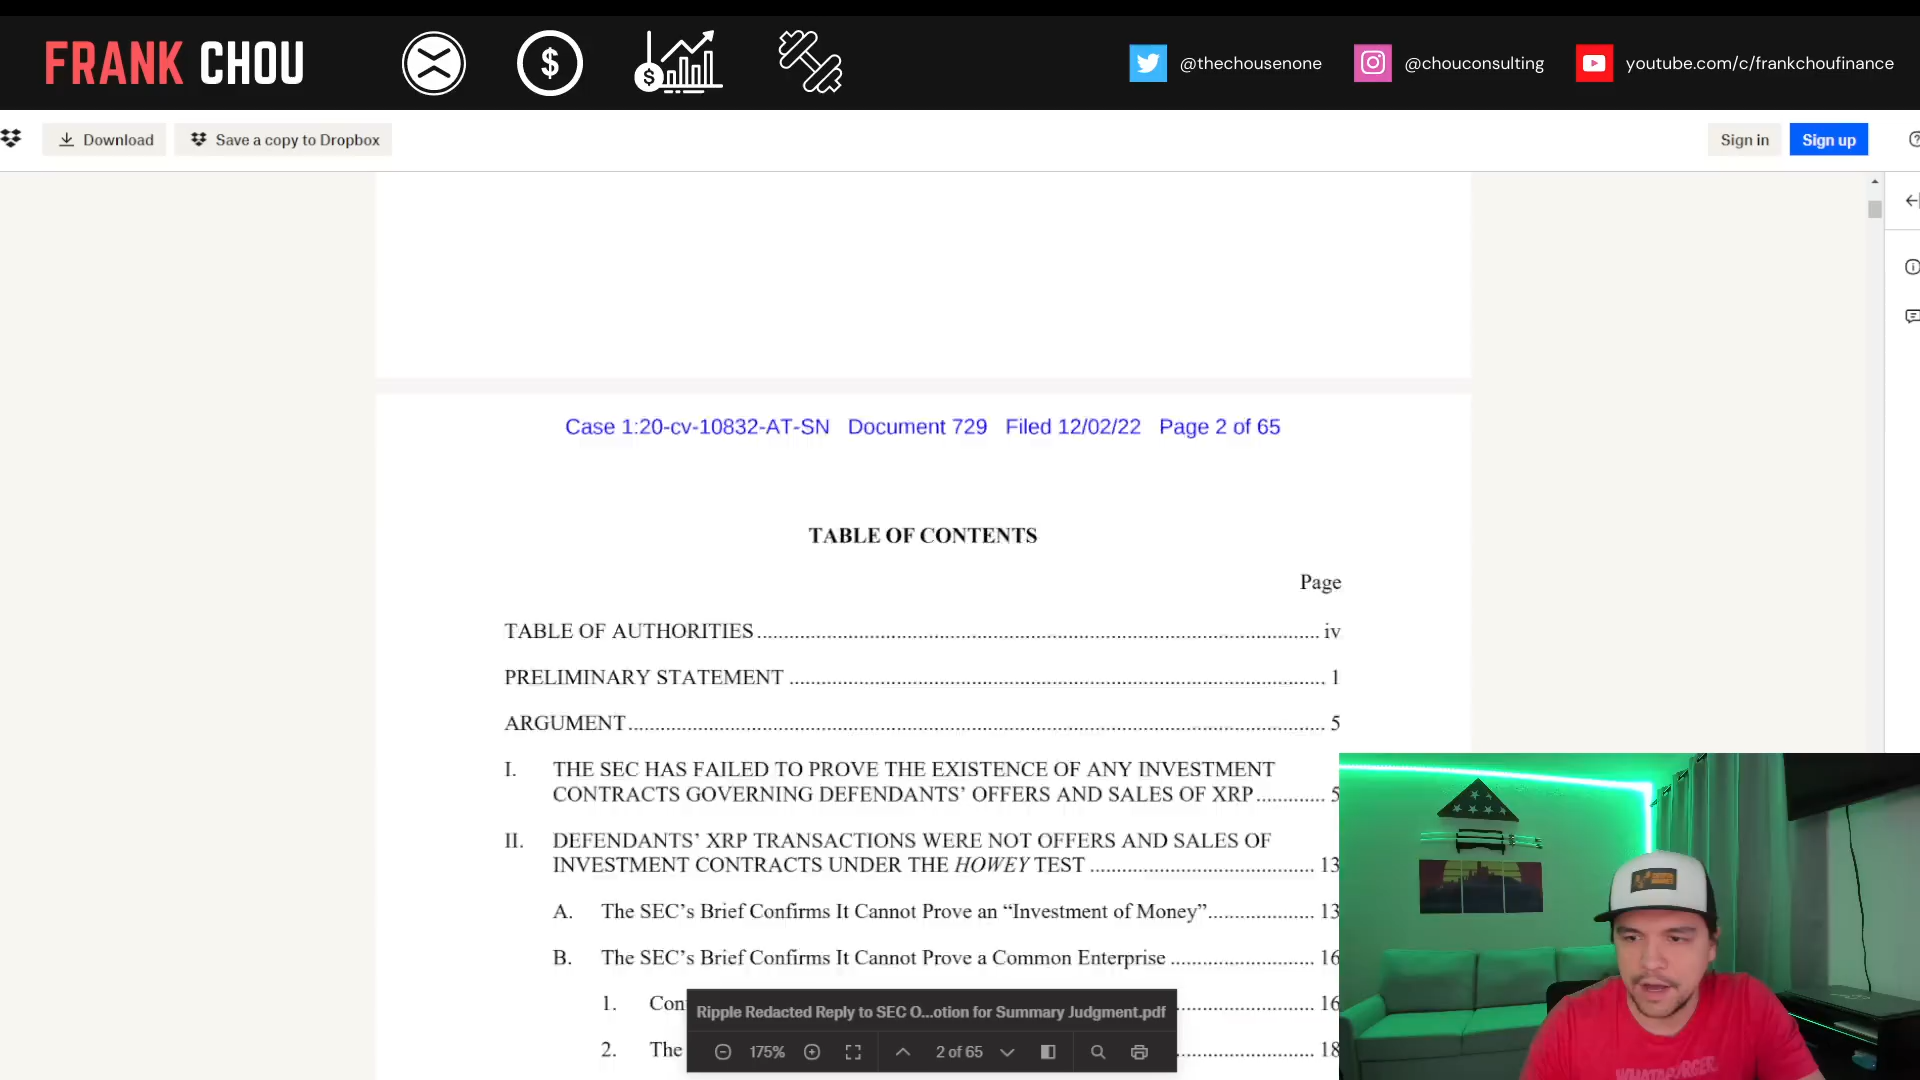 FRANK CHOU
@thechousenone
@chouconsulting
youtube.com/c/frankchoufinance
Download
Save a copy to Dropbox
Sign in
Sign up
Case 1:20-cv-10832-AT-SN Document 729 Filed 12/02/22 Page 2 of 65
TABLE OF CONTENTS
Page
TABLE OF AUTHORITIES ........ iv
PRELIMINARY STATEMENT ........ 1
ARGUMENT ........ 5
I. THE SEC HAS FAILED TO PROVE THE EXISTENCE OF ANY INVESTMENT
CONTRACTS GOVERNING DEFENDANTS’ OFFERS AND SALES OF XRP ........ 5
II. DEFENDANTS’ XRP TRANSACTIONS WERE NOT OFFERS AND SALES OF
INVESTMENT CONTRACTS UNDER THE HOWEY TEST ........ 13
A. The SEC’s Brief Confirms It Cannot Prove an “Investment of Money” ........ 13
B. The SEC’s Brief Confirms It Cannot Prove a Common Enterprise ........ 16
1. Con ........ 16
2. The ........ 18
Ripple Redacted Reply to SEC O...otion for Summary Judgment.pdf
175%
2 of 65
WHATABURGER